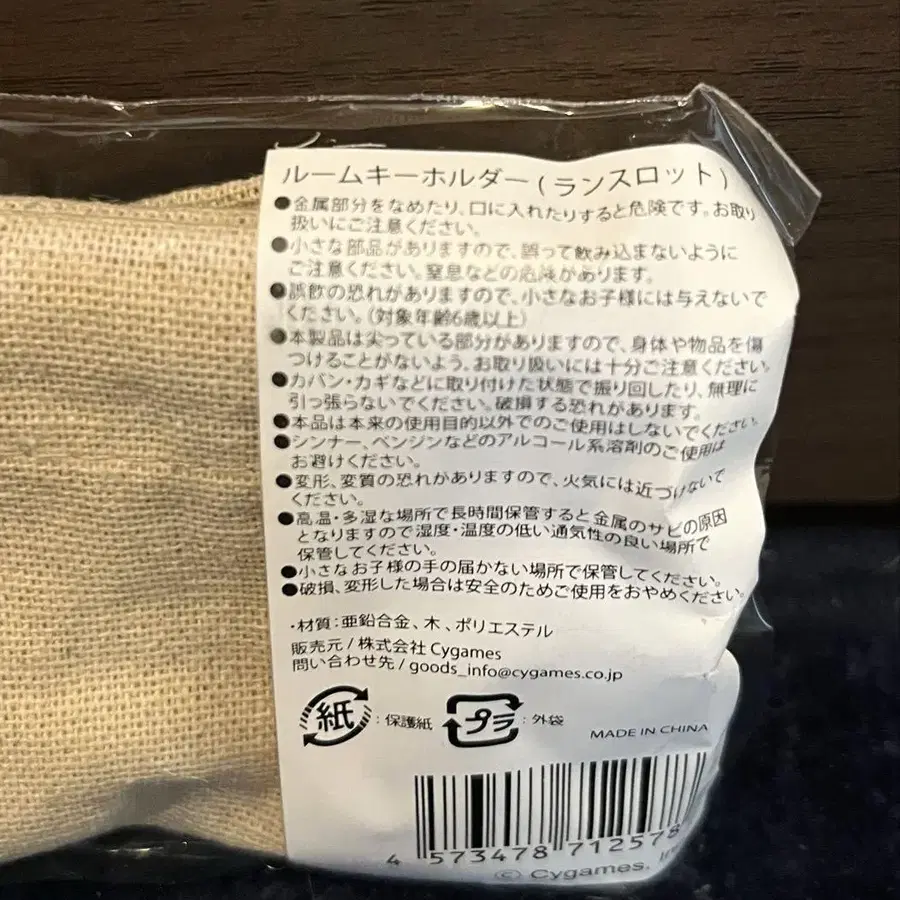 ルームキーホルダー(ランスロット)
●金属部分をなめたり、口に入れたりすると危険です。お取り
扱いにご注意ください。
●小さな部品がありますので、誤って飲み込まないように
ご注意ください。窒息などの危険があります。
●誤飲の恐れがありますので、小さなお子様には与えないで
ください。(対象年齢6歳以上)
●本製品は尖っている部分がありますので、身体や物品を傷
つけることがないよう、お取り扱いには十分ご注意ください。
●カバン・カギなどに取り付けた状態で振り回したり、無理に
引っ張らないでください。破損する恐れがあります。
●本品は本来の使用目的以外でのご使用はしないでください。
●シンナー、ベンジンなどのアルコール系溶剤のご使用は
お避けください。
●変形、変質の恐れがありますので、火気には近づけないで
ください。
●高温・多湿な場所で長時間保管すると金属のサビの原因
となりますので湿度・温度の低い通気性の良い場所で
保管してください。
●小さなお子様の手の届かない場所で保管してください。
●破損、変形した場合は安全のためご使用をおやめください。
・材質:亜鉛合金、木、ポリエステル
販売元/株式会社Cygames
問い合わせ先/goods_info@cygames.co.jp
紙:保護紙 プラ:外袋
MADE IN CHINA
4 573478 712578
© Cygames, In